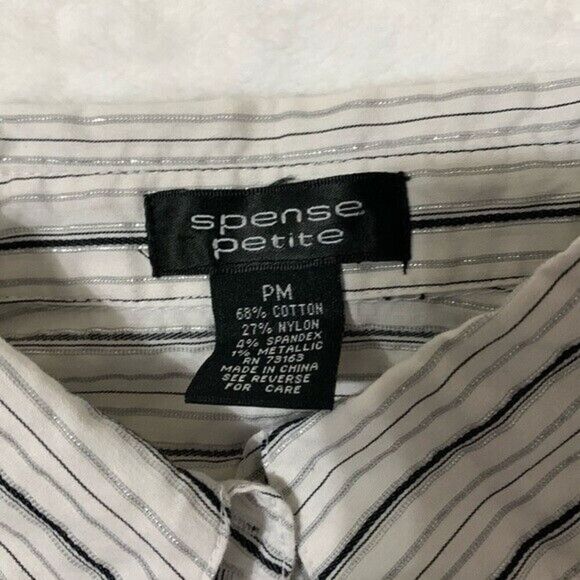 spense
petite
PM
68% COTTON
27% NYLON
4% SPANDEX
1% METALLIC
RN 73163
MADE IN CHINA
SEE REVERSE
FOR CARE